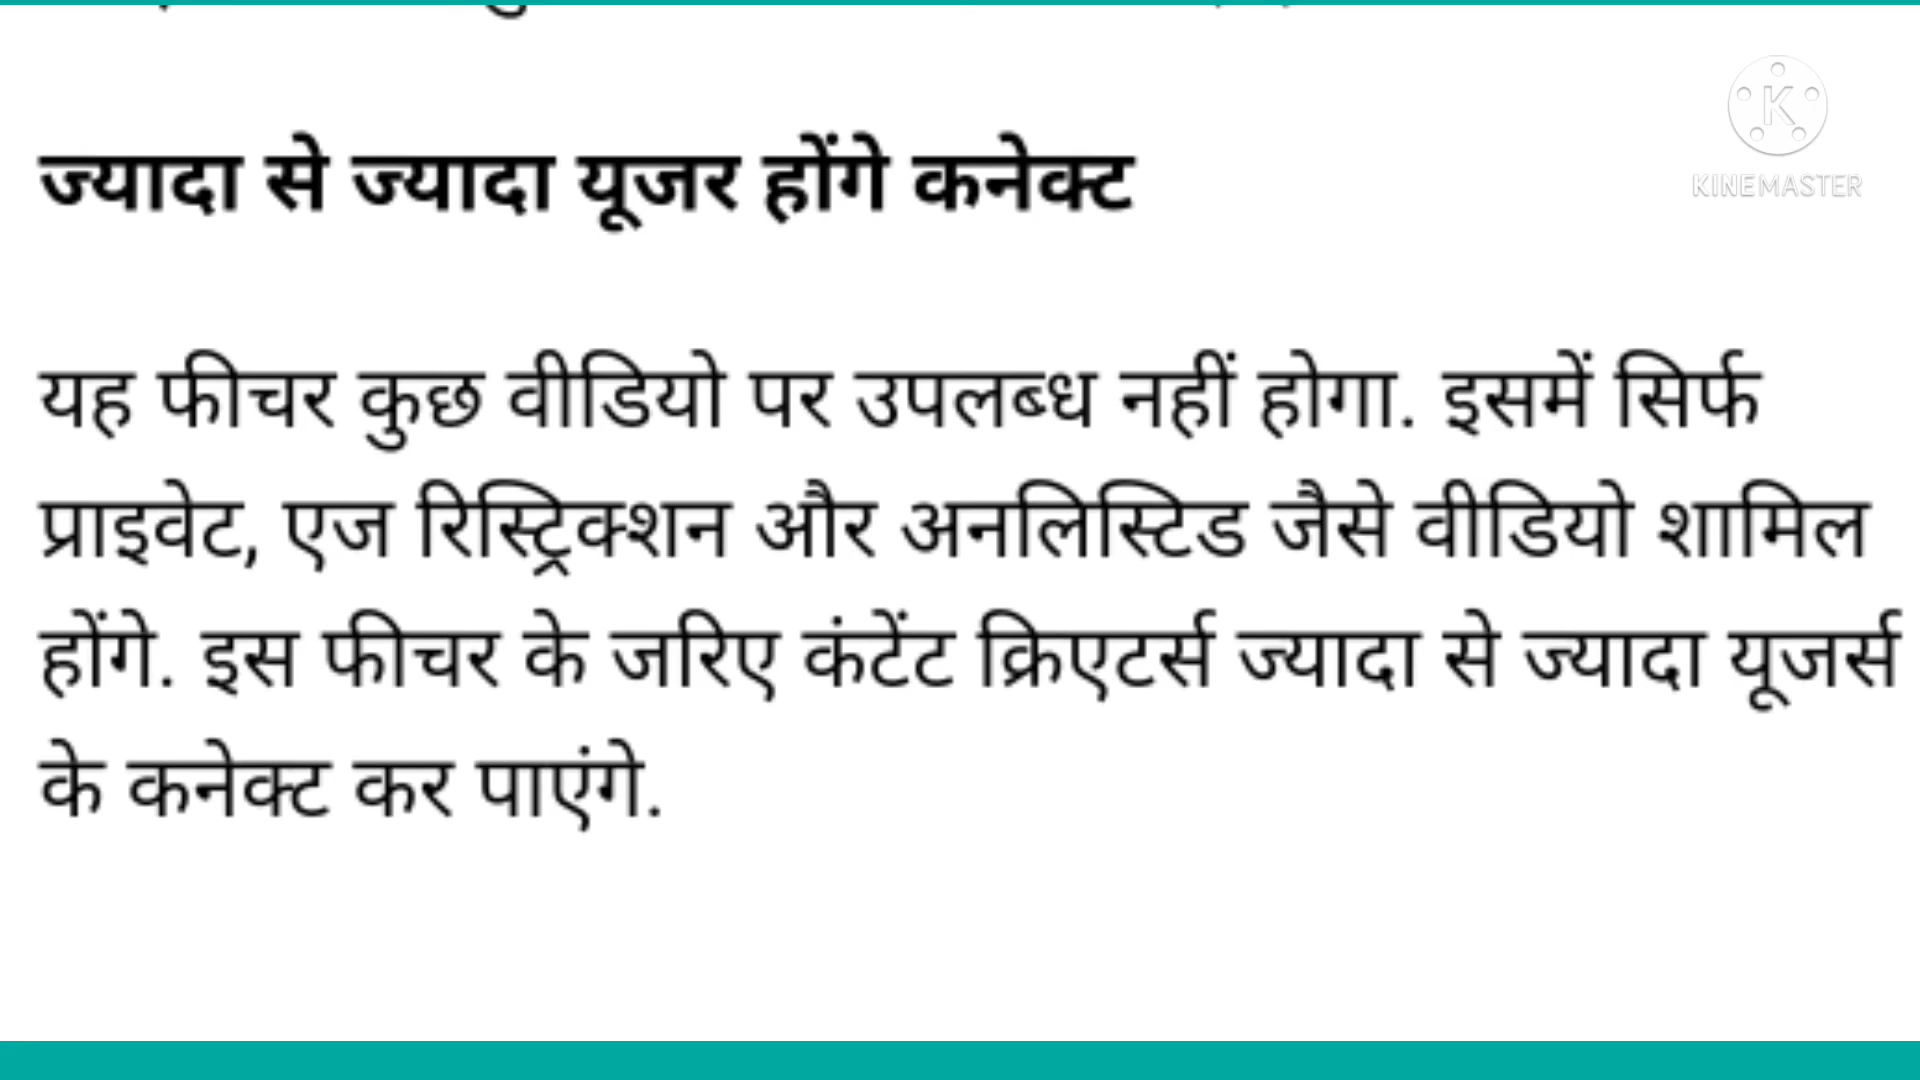 ज्यादा से ज्यादा यूजर होंगे कनेक्ट
KINEMASTER
यह फीचर कुछ वीडियो पर उपलब्ध नहीं होगा. इसमें सिर्फ
प्राइवेट, एज रिस्ट्रिक्शन और अनलिस्टिड जैसे वीडियो शामिल
होंगे. इस फीचर के जरिए कंटेंट क्रिएटर्स ज्यादा से ज्यादा यूजर्स
के कनेक्ट कर पाएंगे.